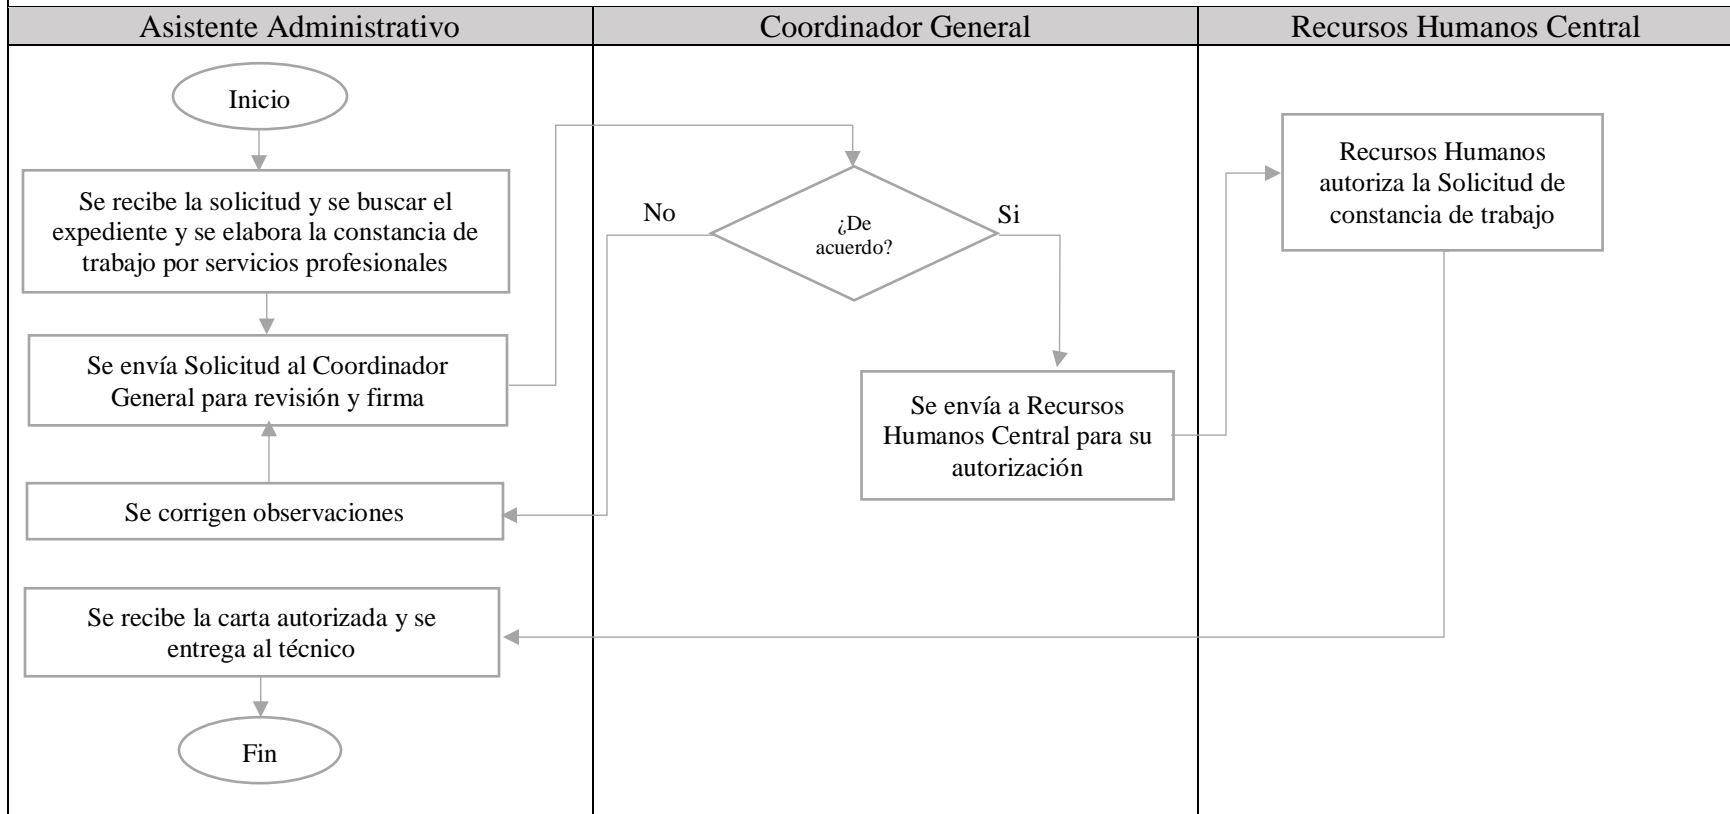 Asistente Administrativo
Coordinador General
Recursos Humanos Central
Inicio
Se recibe la solicitud y se buscar el
expediente y se elabora la constancia de
trabajo por servicios profesionales
Se envía Solicitud al Coordinador
General para revisión y firma
Se corrigen observaciones
Se recibe la carta autorizada y se
entrega al técnico
Fin
No
¿De
acuerdo?
Si
Se envía a Recursos
Humanos Central para su
autorización
Recursos Humanos
autoriza la Solicitud de
constancia de trabajo